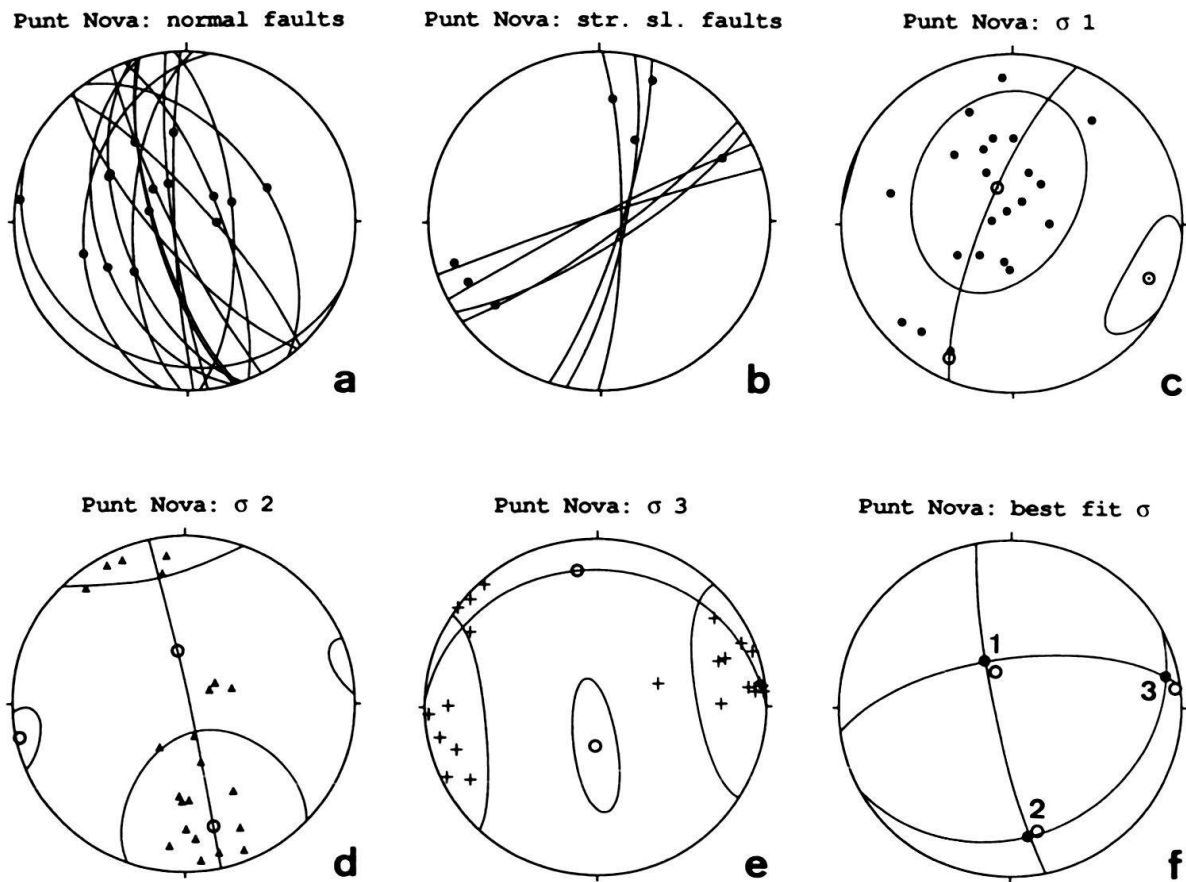 Punt Nova: normal faults
Punt Nova: str. sl. faults
Punt Nova: σ 1
a
b
c
Punt Nova: σ 2
Punt Nova: σ 3
Punt Nova: best fit σ
1
3
2
d
e
f